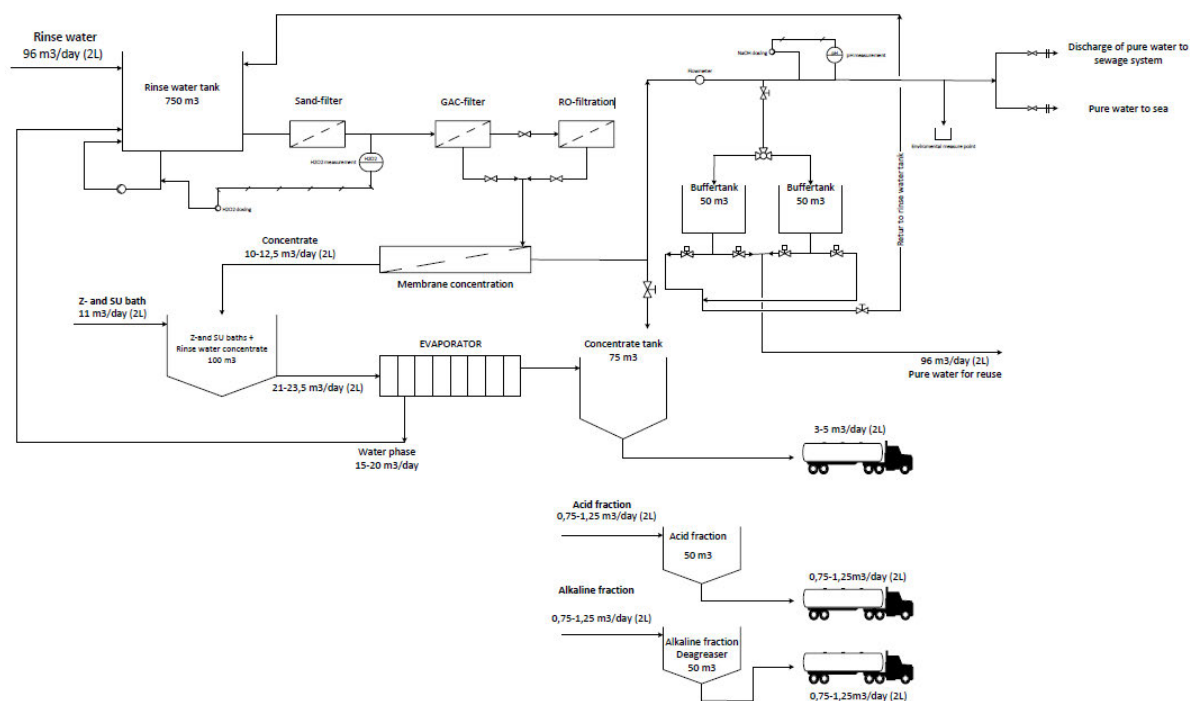 Rinse water
96 m3/day (2L)
Rinse water tank
750 m3
Sand-filter
GAC-filter
RO-filtration
H2O2 measurement
H2O2
H2O2 dosing
Flowmeter
NaOH dosing
pH
pH measurement
Discharge of pure water to
sewage system
Pure water to sea
Enviromental measure point
Retur to rinse water tank
Buffertank
50 m3
Buffertank
50 m3
Concentrate
10-12,5 m3/day (2L)
Membrane concentration
Z- and SU bath
11 m3/day (2L)
Z-and SU baths +
Rinse water concentrate
100 m3
21-23,5 m3/day (2L)
EVAPORATOR
Water phase
15-20 m3/day
Concentrate tank
75 m3
96 m3/day (2L)
Pure water for reuse
3-5 m3/day (2L)
Acid fraction
0,75-1,25 m3/day (2L)
Acid fraction
50 m3
0,75-1,25m3/day (2L)
Alkaline fraction
0,75-1,25 m3/day (2L)
Alkaline fraction
Deagreaser
50 m3
0,75-1,25m3/day (2L)